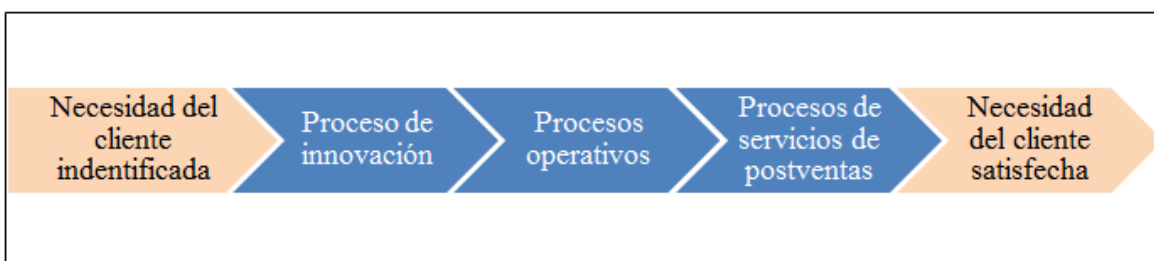 Necesidad del
cliente
indentificada
Proceso de
innovación
Procesos
operativos
Procesos de
servicios de
postventas
Necesidad
del cliente
satisfecha